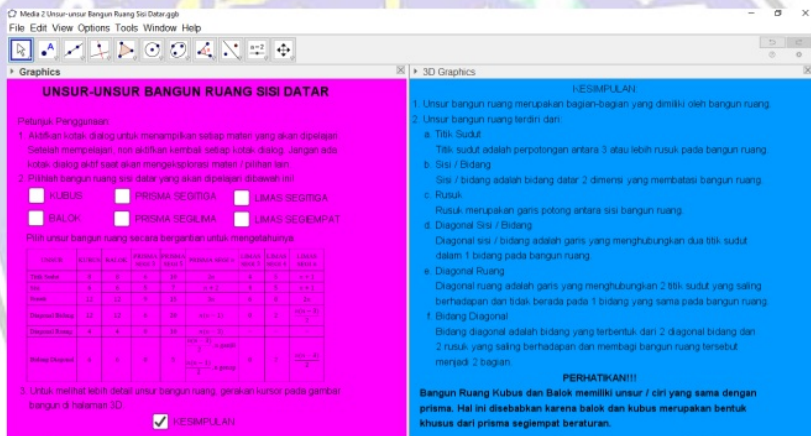 Media 2 Unsur-unsur Bangun Ruang Sisi Datar.ggb
File Edit View Options Tools Window Help
Graphics
UNSUR-UNSUR BANGUN RUANG SISI DATAR
Petunjuk Penggunaan:
1. Aktifkan kotak dialog untuk menampilkan setiap materi yang akan dipelajari
Setelah mempelajari, non aktifkan kembali setiap kotak dialog. Jangan ada
kotak dialog aktif saat akan mengeksplorasi materi / pilihan lain.
2. Pilihlah bangun ruang sisi datar yang akan dipelajari dibawah ini!
KUBUS PRISMA SEGITIGA LIMAS SEGITIGA
BALOK PRISMA SEGILIMA LIMAS SEGIEMPAT
Pilih unsur bangun ruang secara bergantian untuk mengetahuinya.
Titik Sudut
Sisi
Rusuk
Diagonal Bidang
Diagonal Ruang
Bidang Diagonal
3. Untuk melihat lebih detail unsur bangun ruang, gerakan kursor pada gambar
bangun di halaman 3D.
KESIMPULAN
3D Graphics
KESIMPULAN:
1. Unsur bangun ruang merupakan bagian-bagian yang dimiliki oleh bangun ruang.
2. Unsur bangun ruang terdiri dari:
a. Titik Sudut
Titik sudut adalah perpotongan antara 3 atau lebih rusuk pada bangun ruang
b. Sisi / Bidang
Sisi / bidang adalah bidang datar 2 dimensi yang membatasi bangun ruang.
c. Rusuk
Rusuk merupakan garis potong antara sisi bangun ruang.
d. Diagonal Sisi / Bidang
Diagonal sisi / bidang adalah garis yang menghubungkan dua titik sudut
dalam 1 bidang pada bangun ruang.
e. Diagonal Ruang
Diagonal ruang adalah garis yang menghubungkan 2 titik sudut yang saling
berhadapan dan tidak berada pada 1 bidang yang sama pada bangun ruang.
f. Bidang Diagonal
Bidang diagonal adalah bidang yang terbentuk dari 2 diagonal bidang dan
2 rusuk yang saling berhadapan dan membagi bangun ruang tersebut
menjadi 2 bagian.
PERHATIKAN!!!
Bangun Ruang Kubus dan Balok memiliki unsur / ciri yang sama dengan
prisma. Hal ini disebabkan karena balok dan kubus merupakan bentuk
khusus dari prisma segiempat beraturan.